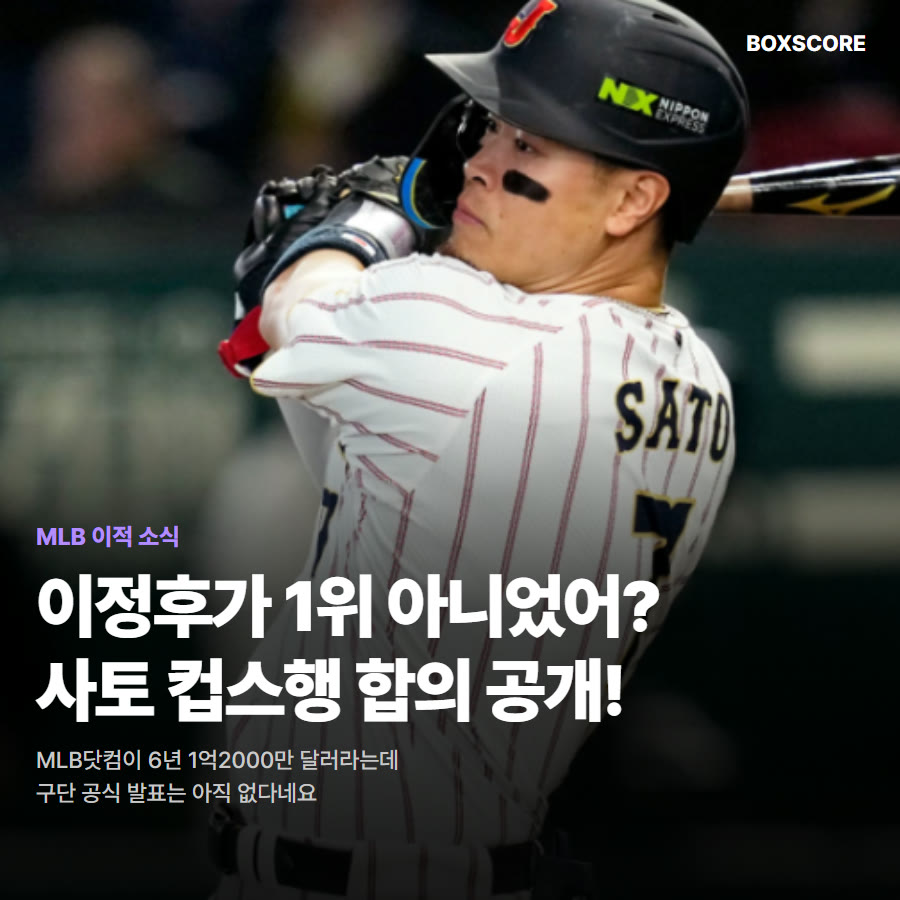 BOXSCORE
NX NIPPON
EXPRESS
SATO
7
MLB 이적 소식
이정후가 1위 아니었어?
사토 컵스행 합의 공개!
MLB닷컴이 6년 1억2000만 달러라는데
구단 공식 발표는 아직 없다네요